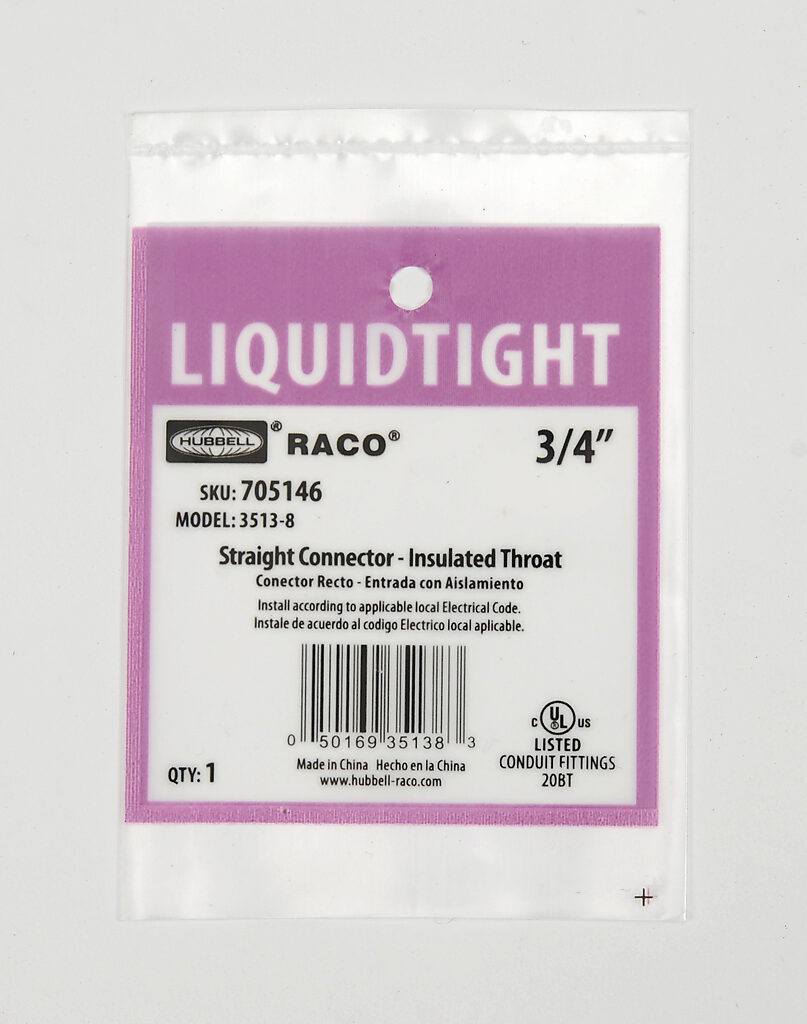 LIQUIDTIGHT
HUBBELL® RACO® 3/4”
SKU: 705146
MODEL: 3513-8
Straight Connector - Insulated Throat
Conector Recto - Entrada con Aislamiento
Install according to applicable local Electrical Code.
Instale de acuerdo al codigo Electrico local aplicable.
0 50169 35138 3
C UL US
LISTED
CONDUIT FITTINGS
20BT
QTY: 1
Made in China Hecho en la China
www.hubbell-raco.com